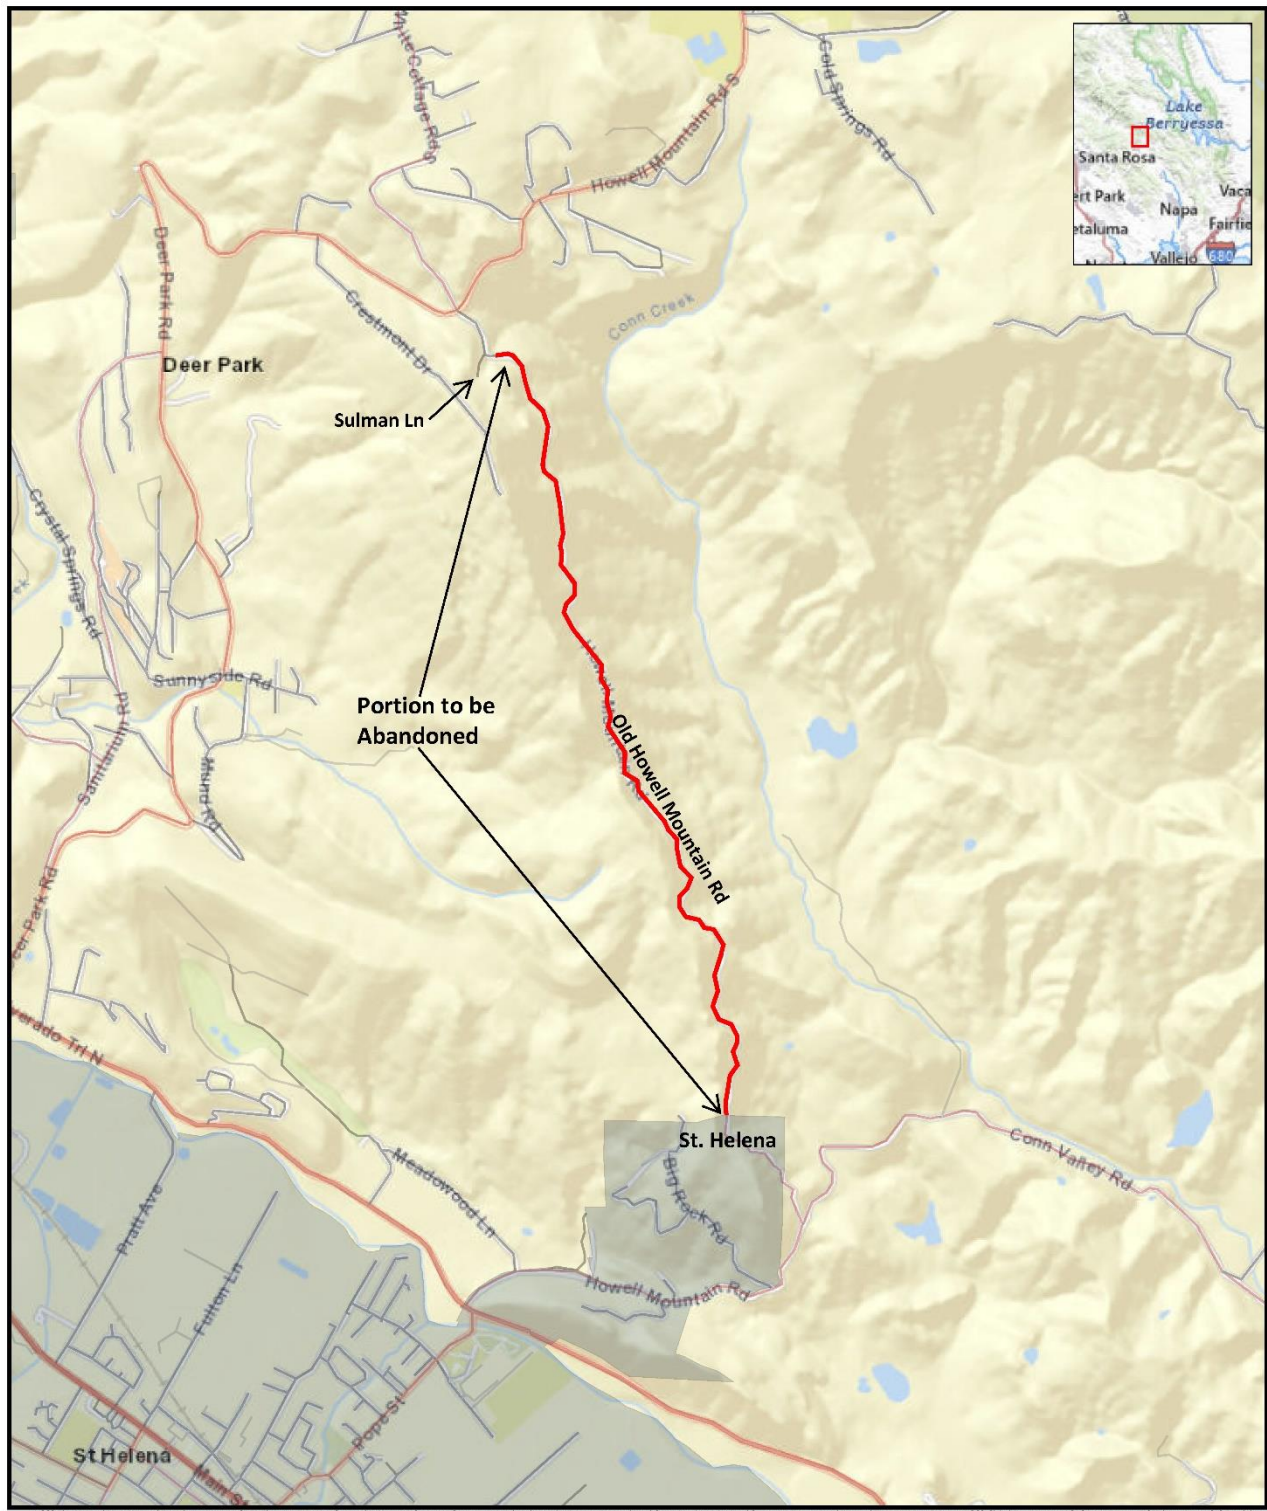 White Cottage Rd S
Howell Mountain Rd S
Cold Springs Rd
Lake
Berryessa
Santa Rosa
ert Park
Napa
Vaca
etaluma
Fairfie
Vallejo
680
Deer Park Rd
Conn Creek
Crestmont Dr
Deer Park
Sulman Ln
Crystal Springs Rd
Sunnyside Rd
Howell Mountain Rd
Portion to be
Abandoned
Old Howell Mountain Rd
Sanitarium Rd
Mund Rd
eer Park Rd
verado Trl N
St. Helena
Conn Valley Rd
Big Rock Rd
Meadowood Ln
Pratt Ave
Fulton Ln
Howell Mountain Rd
Pope St
St Helena
Main St